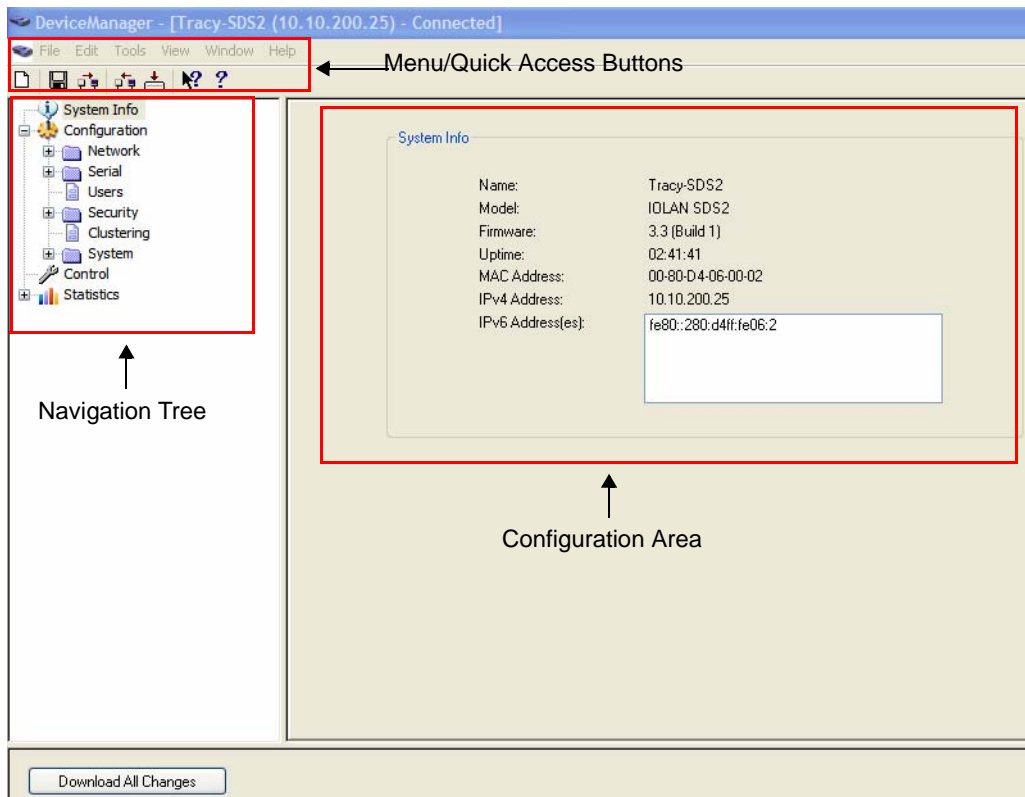 DeviceManager - [Tracy-SDS2 (10.10.200.25) - Connected]
File Edit Tools View Window Help
Menu/Quick Access Buttons
System Info
Configuration
Network
Serial
Users
Security
Clustering
System
Control
Statistics
Navigation Tree
System Info
Name: Tracy-SDS2
Model: IOLAN SDS2
Firmware: 3.3 (Build 1)
Uptime: 02:41:41
MAC Address: 00-80-D4-06-00-02
IPv4 Address: 10.10.200.25
IPv6 Address(es): fe80::280:d4ff:fe06:2
Configuration Area
Download All Changes